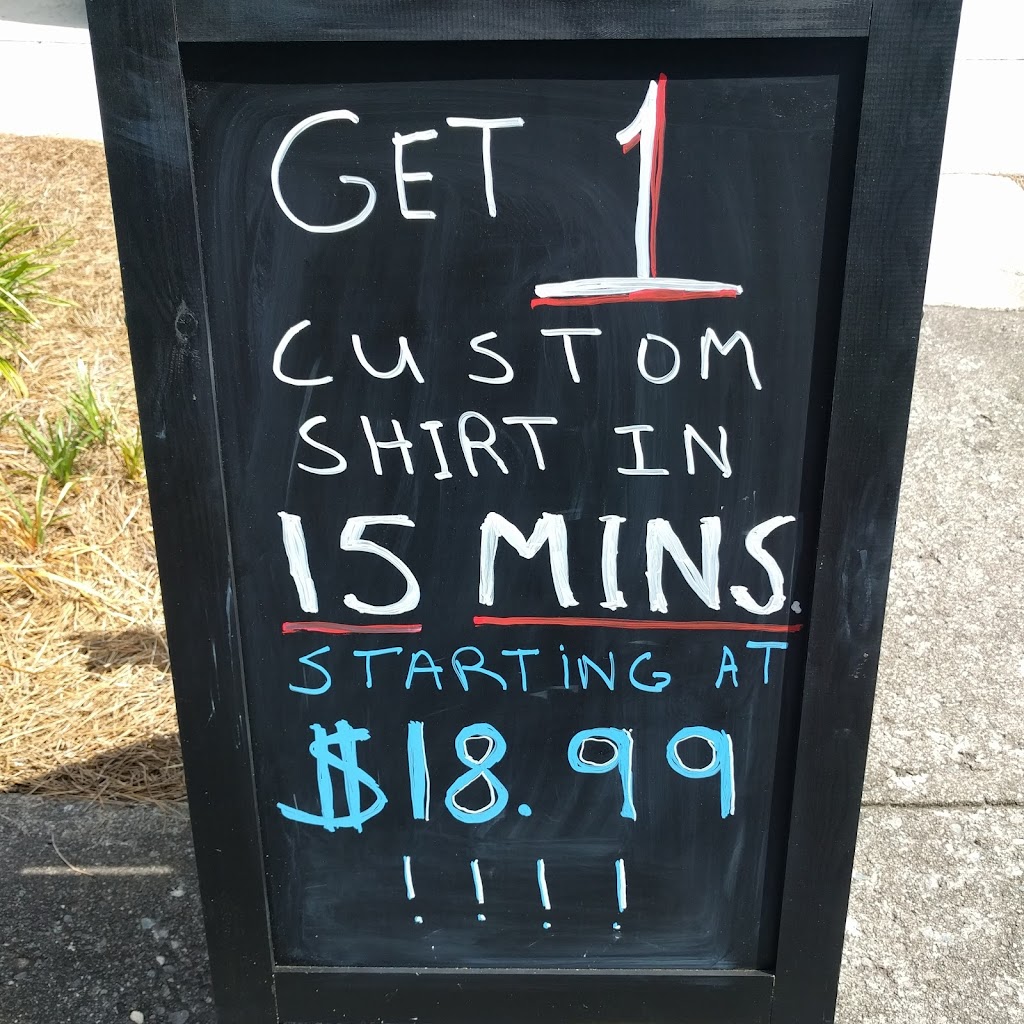 GET 1
CUSTOM
SHIRT IN
15 MINS.
STARTING AT
$18.99
!!!!